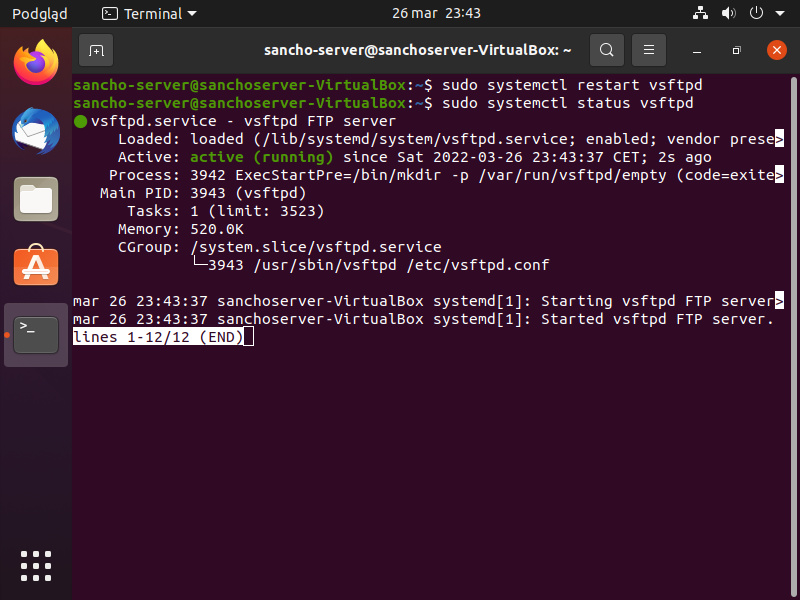 Podgląd Terminal 26 mar 23:43
sancho-server@sanchoserver-VirtualBox: ~
sancho-server@sanchoserver-VirtualBox:~$ sudo systemctl restart vsftpd
sancho-server@sanchoserver-VirtualBox:~$ sudo systemctl status vsftpd
● vsftpd.service - vsftpd FTP server
Loaded: loaded (/lib/systemd/system/vsftpd.service; enabled; vendor prese>
Active: active (running) since Sat 2022-03-26 23:43:37 CET; 2s ago
Process: 3942 ExecStartPre=/bin/mkdir -p /var/run/vsftpd/empty (code=exite>
Main PID: 3943 (vsftpd)
Tasks: 1 (limit: 3523)
Memory: 520.0K
CGroup: /system.slice/vsftpd.service
└─3943 /usr/sbin/vsftpd /etc/vsftpd.conf
mar 26 23:43:37 sanchoserver-VirtualBox systemd[1]: Starting vsftpd FTP server>
mar 26 23:43:37 sanchoserver-VirtualBox systemd[1]: Started vsftpd FTP server.
lines 1-12/12 (END)